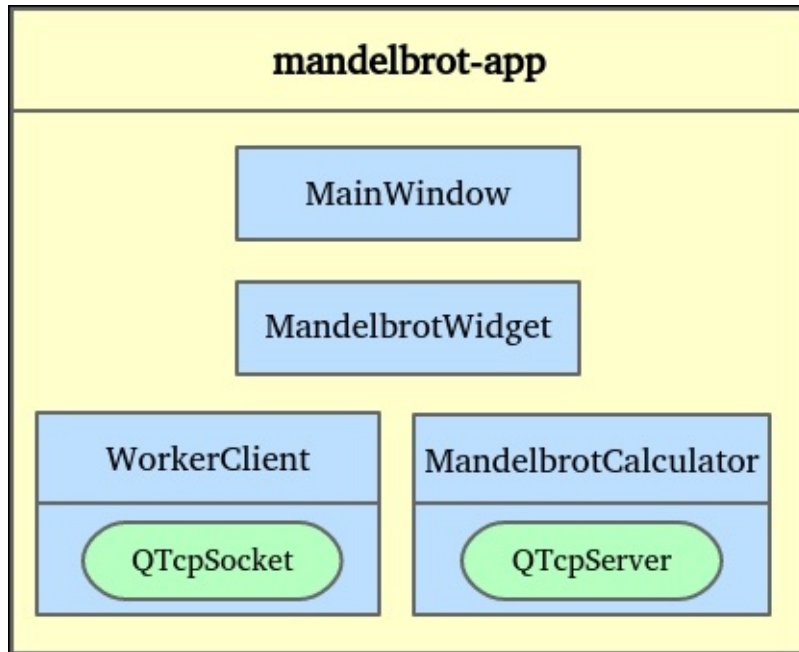 mandelbrot-app
MainWindow
MandelbrotWidget
WorkerClient
MandelbrotCalculator
QTcpSocket
QTcpServer